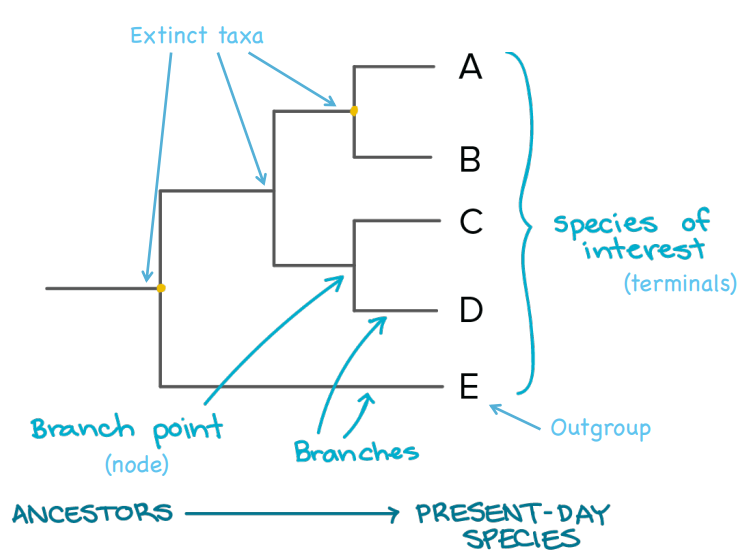 Extinct taxa
A
B
C
D
E
species of
interest
(terminals)
Outgroup
Branch point
(node)
Branches
ANCESTORS
PRESENT-DAY
SPECIES